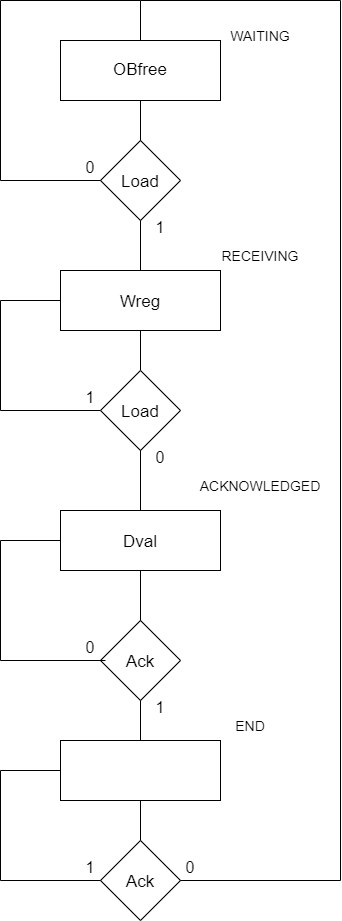 WAITING
OBfree
0
Load
1
RECEIVING
Wreg
1
Load
0
ACKNOWLEDGED
Dval
0
Ack
1
END
1
Ack
0